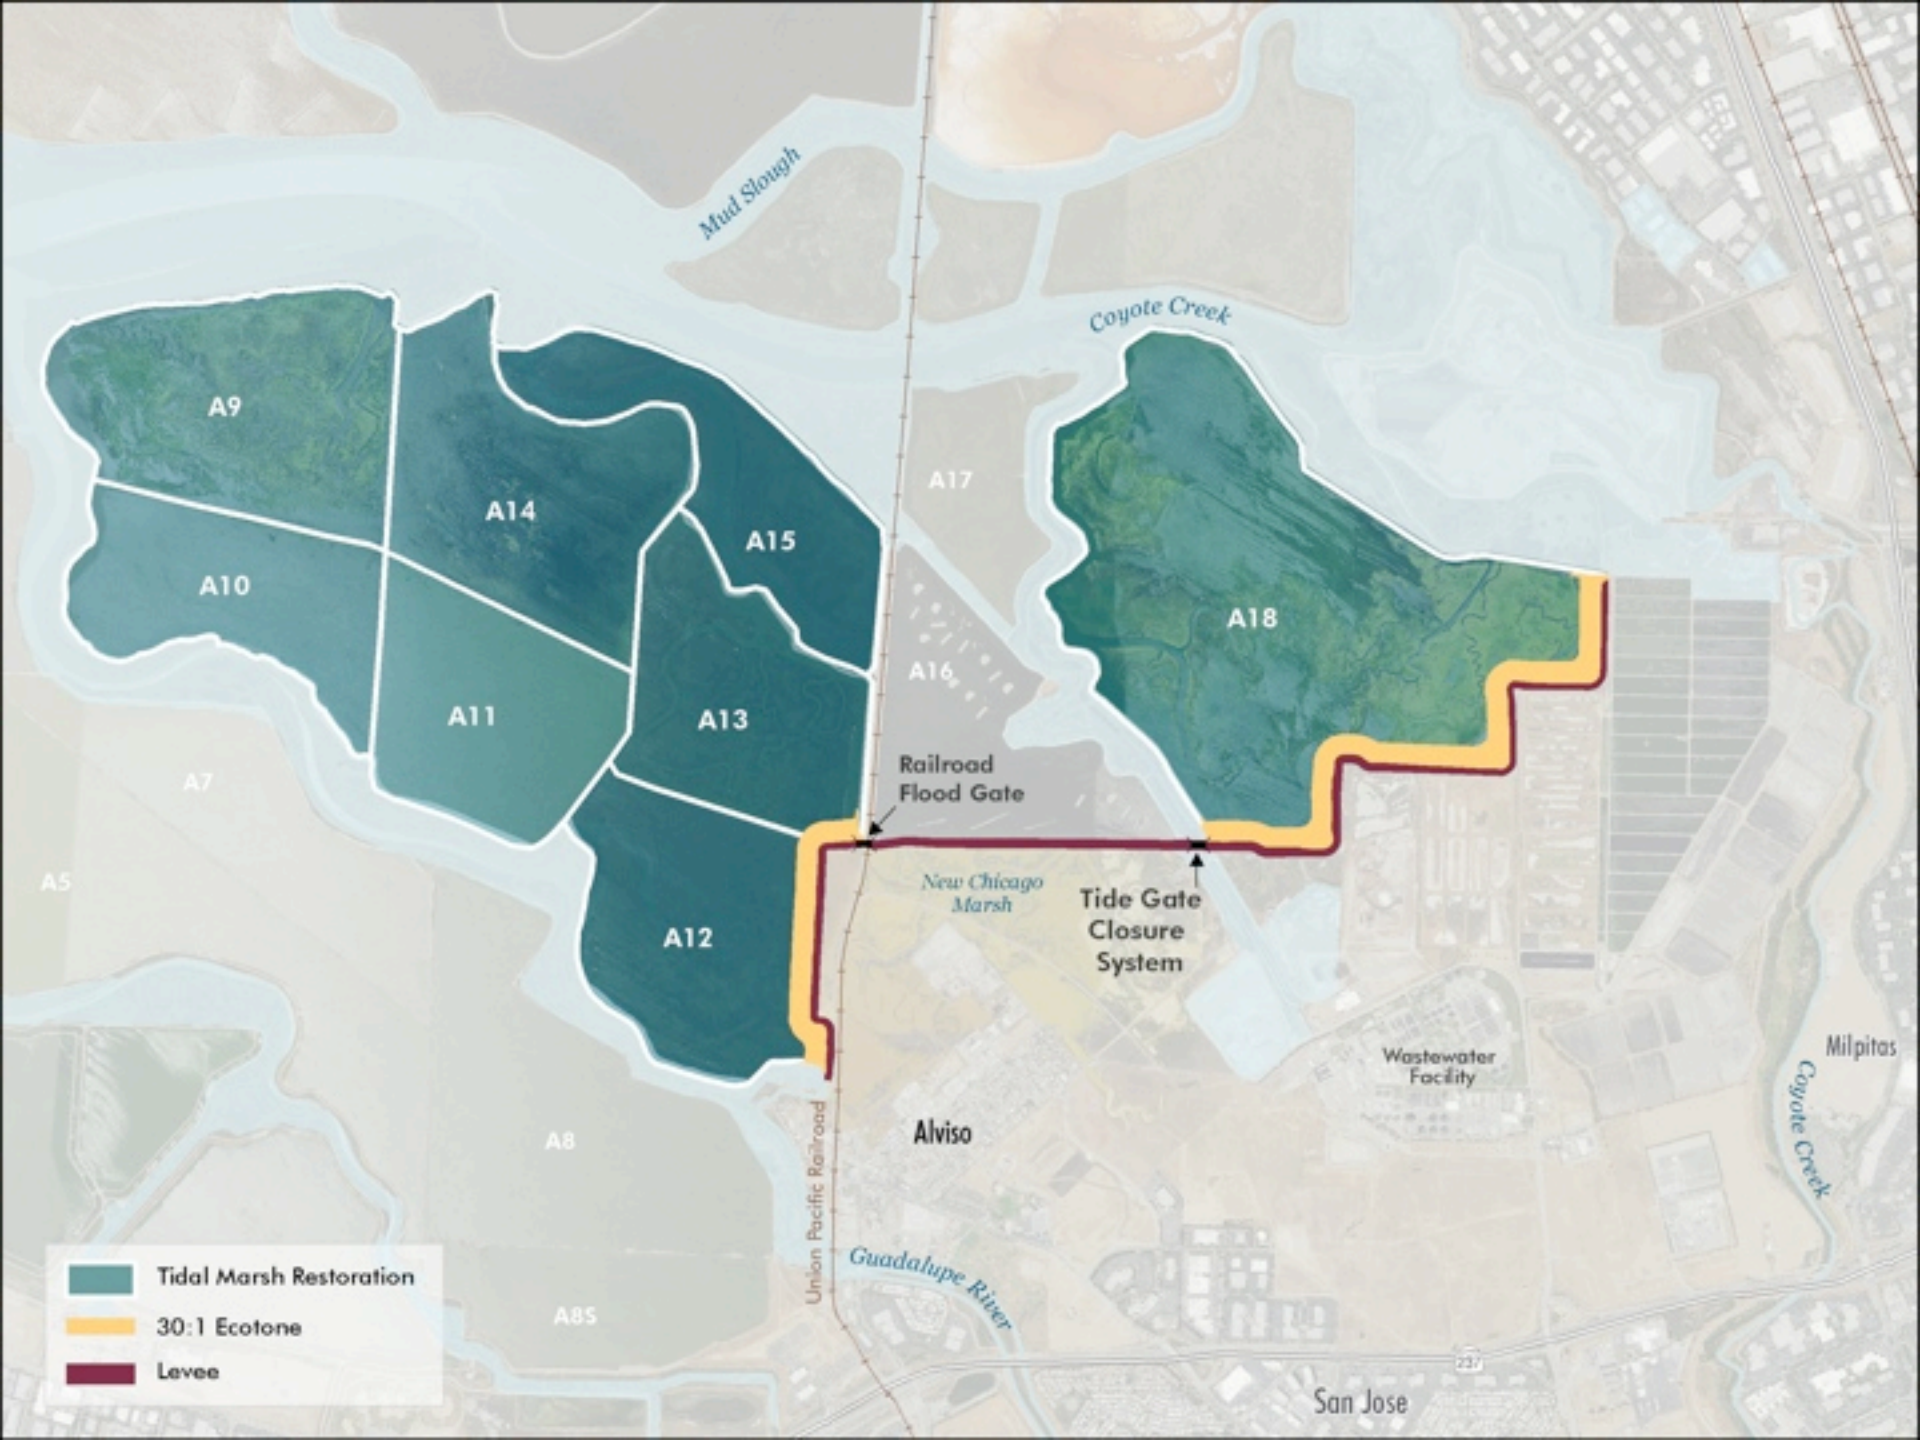 Mud Slough
Coyote Creek
A9
A14
A15
A17
A10
A18
A16
A11
A13
A7
Railroad
Flood Gate
A5
New Chicago
Marsh
Tide Gate
Closure
System
A12
Wastewater
Facility
Milpitas
Coyote Creek
Alviso
A8
Union Pacific Railroad
Guadalupe River
A8S
237
San Jose
Tidal Marsh Restoration
30:1 Ecotone
Levee